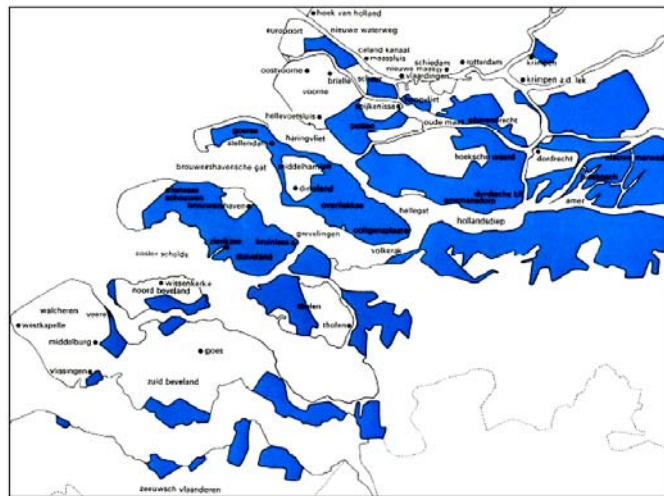 hoek van holland
europoort
nieuwe waterweg
caland kanaal
maassluis
schiedam
rotterdam
nieuwe maas
vlaardingen
krimpen
krimpen a.d. lek
oostvoorne
brielle
voorne
spijkenisse
oude maas
hellevoetsluis
putten
goeree
stellendam
haringvliet
hoeksche waard
dordrecht
brouwershavensche gat
middelharnis
dirksland
amer
schouwen
brouwershaven
overflakkee
hellegat
hollandsdiep
ooltgensplaat
grevelingen
volkerak
zierikzee
bruinisse
duiveland
ooster schelde
wissenkerke
noord beveland
walcheren
veere
tholen
tholen
westkapelle
middelburg
goes
vlissingen
zuid beveland
zeeuwsch vlaanderen